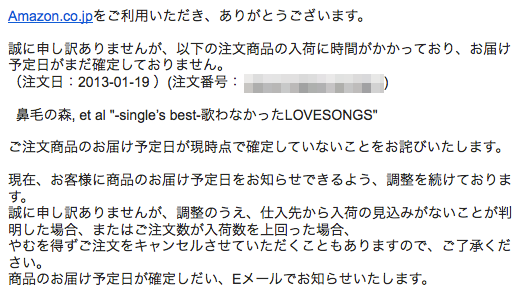 Amazon.co.jpをご利用いただき、ありがとうございます。
誠に申し訳ありませんが、以下の注文商品の入荷に時間がかかっており、お届け
予定日がまだ確定しておりません。
（注文日：2013-01-19 ）(注文番号：
)
鼻毛の森, et al "-single's best-歌わなかったLOVESONGS"
ご注文商品のお届け予定日が現時点で確定していないことをお詫びいたします。
現在、お客様に商品のお届け予定日をお知らせできるよう、調整を続けておりま
す。
誠に申し訳ありませんが、調整のうえ、仕入先から入荷の見込みがないことが判
明した場合、またはご注文数が入荷数を上回った場合、
やむを得ずご注文をキャンセルさせていただくこともありますので、ご了承くださ
い。
商品のお届け予定日が確定しだい、Eメールでお知らせいたします。